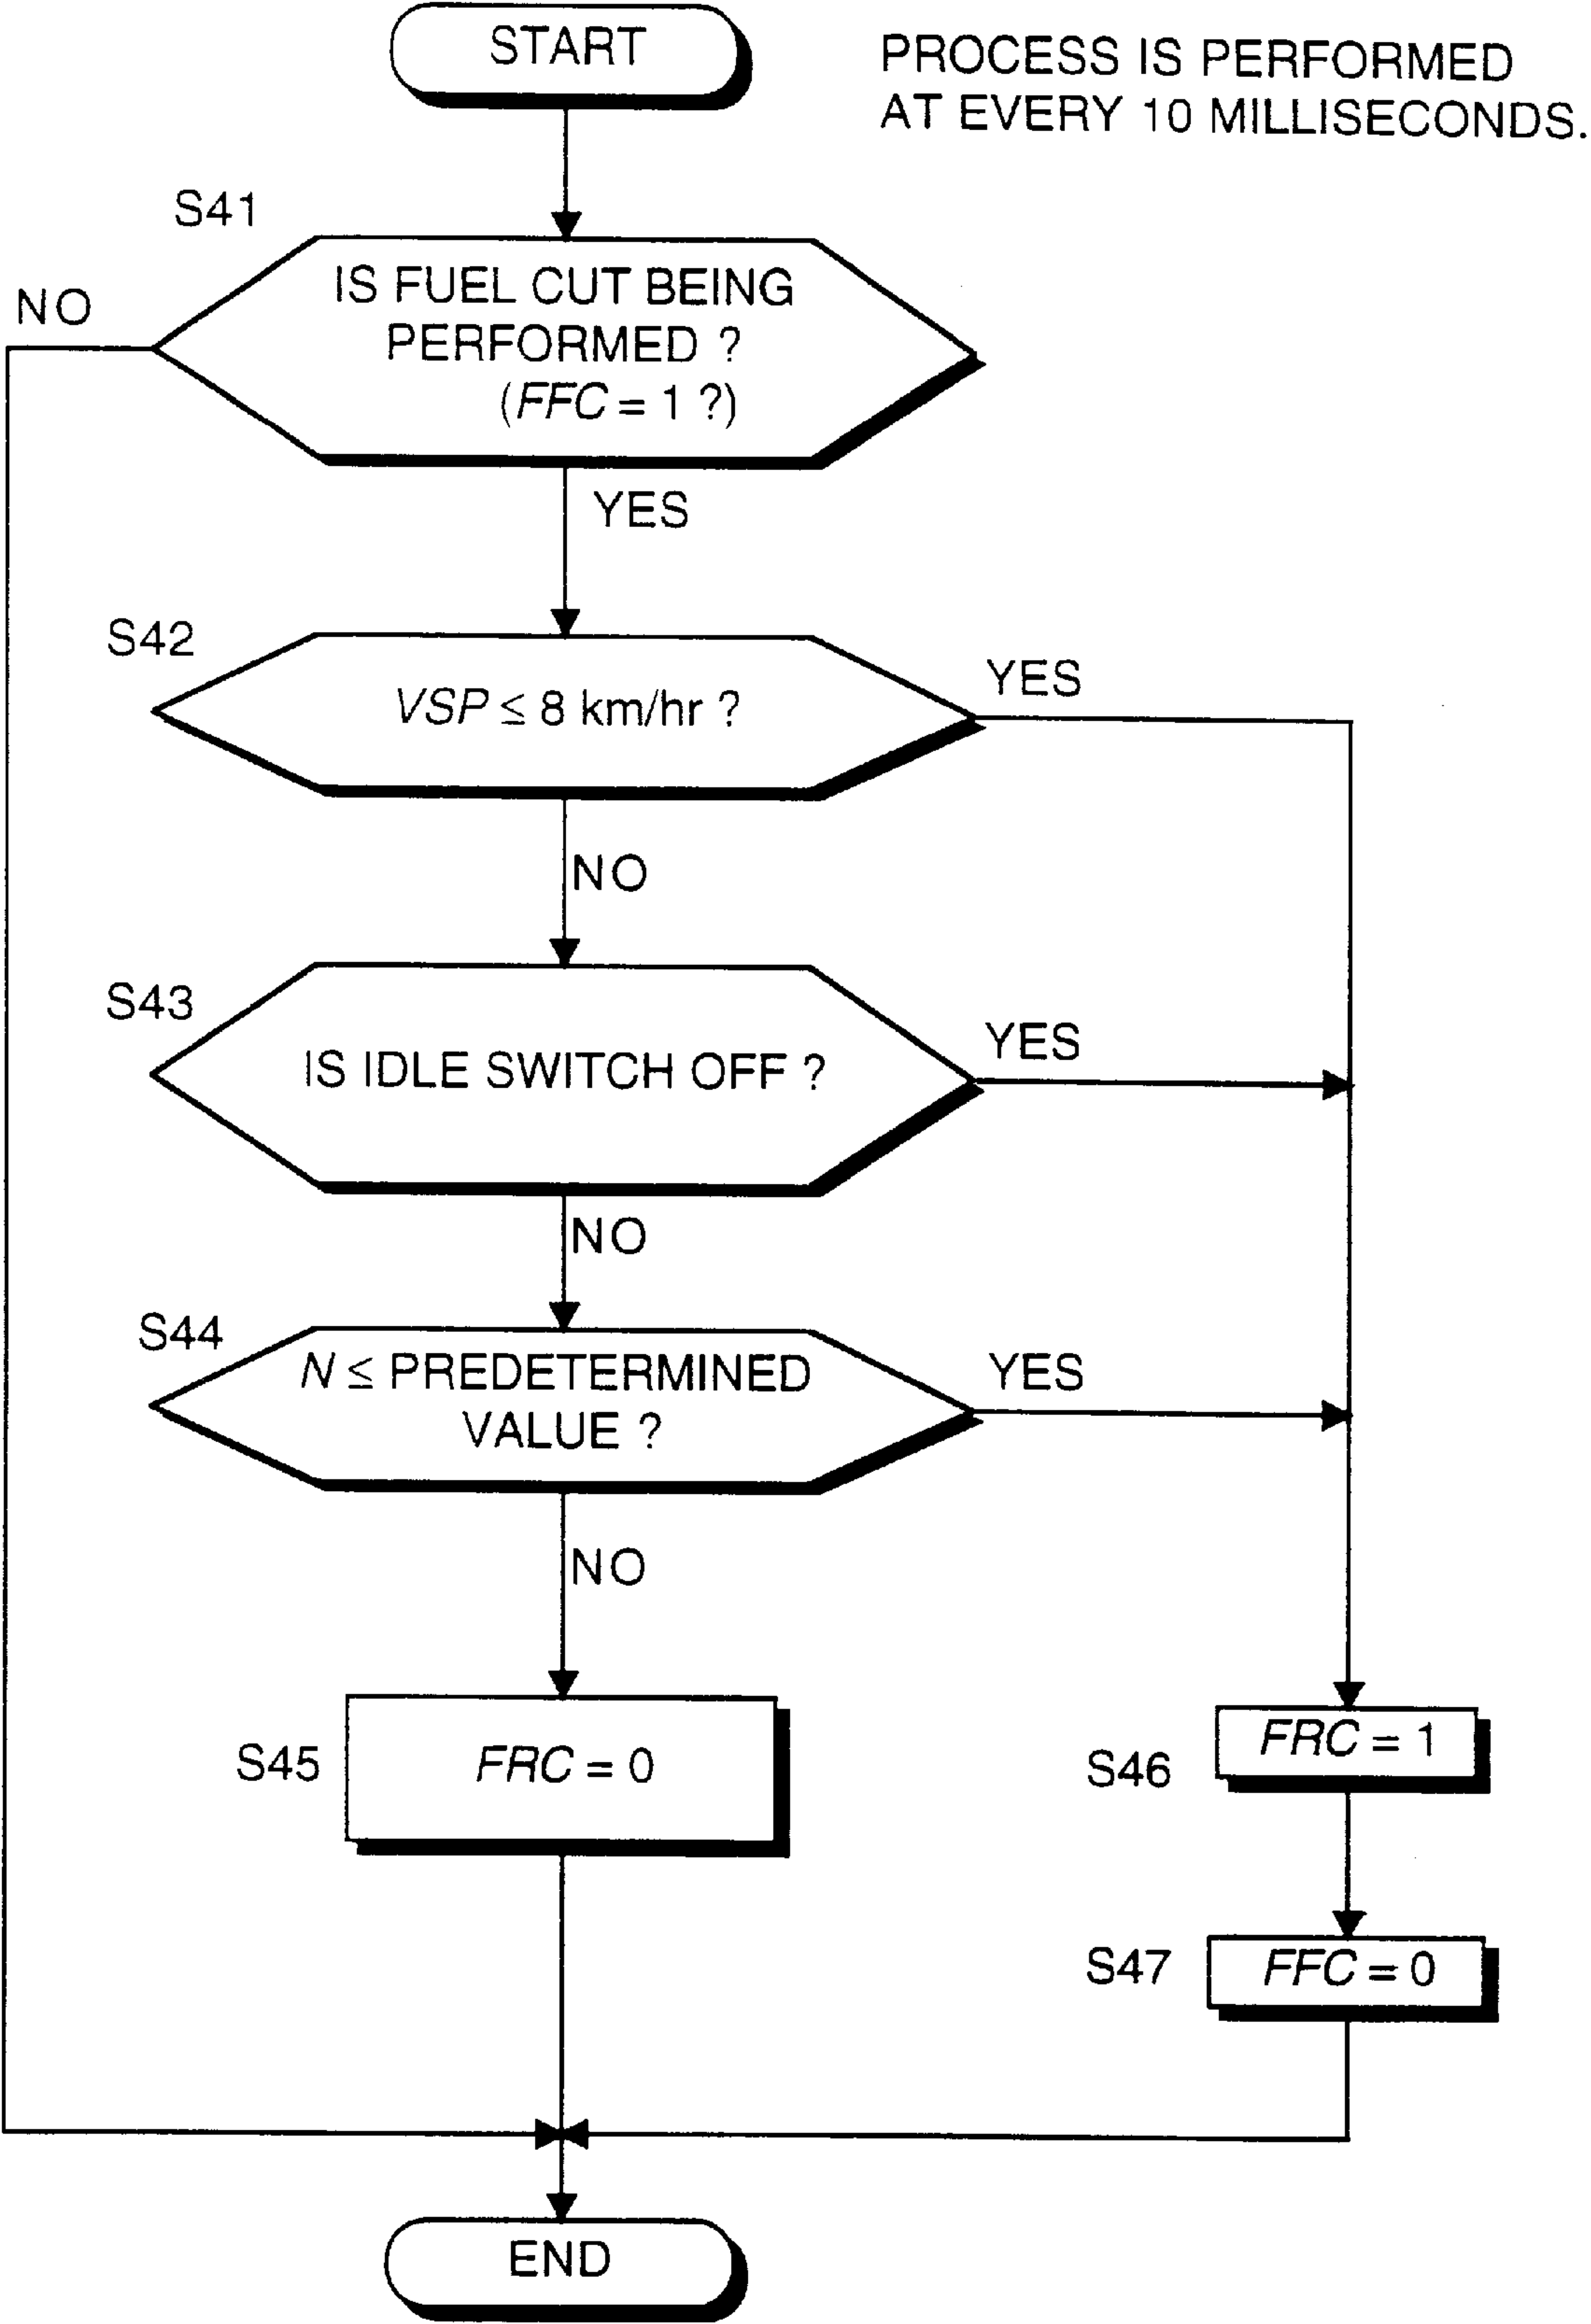 START
PROCESS IS PERFORMED
AT EVERY 10 MILLISECONDS.
S41
IS FUEL CUT BEING
PERFORMED ?
(FFC = 1 ?)
NO
YES
S42
VSP ≤ 8 km/hr ?
YES
NO
S43
IS IDLE SWITCH OFF ?
YES
NO
S44
N ≤ PREDETERMINED
VALUE ?
YES
NO
S45
FRC = 0
S46
FRC = 1
S47
FFC = 0
END